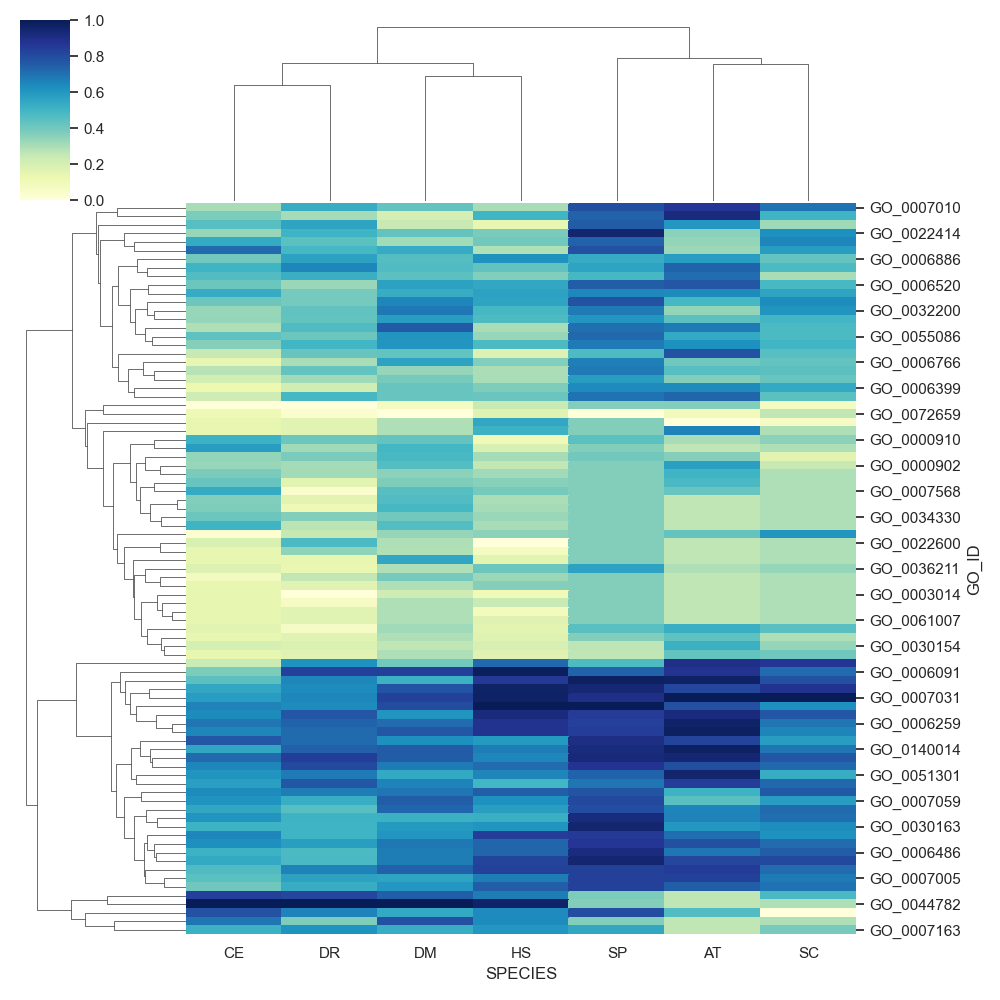 1.0
0.8
0.6
0.4
0.2
0.0
GO_0007010
GO_0022414
GO_0006886
GO_0006520
GO_0032200
GO_0055086
GO_0006766
GO_0006399
GO_0072659
GO_0000910
GO_0000902
GO_0007568
GO_0034330
GO_0022600
GO_0036211
GO_0003014
GO_0061007
GO_0030154
GO_0006091
GO_0007031
GO_0006259
GO_0140014
GO_0051301
GO_0007059
GO_0030163
GO_0006486
GO_0007005
GO_0044782
GO_0007163
GO_ID
CE DR DM HS SP AT SC
SPECIES